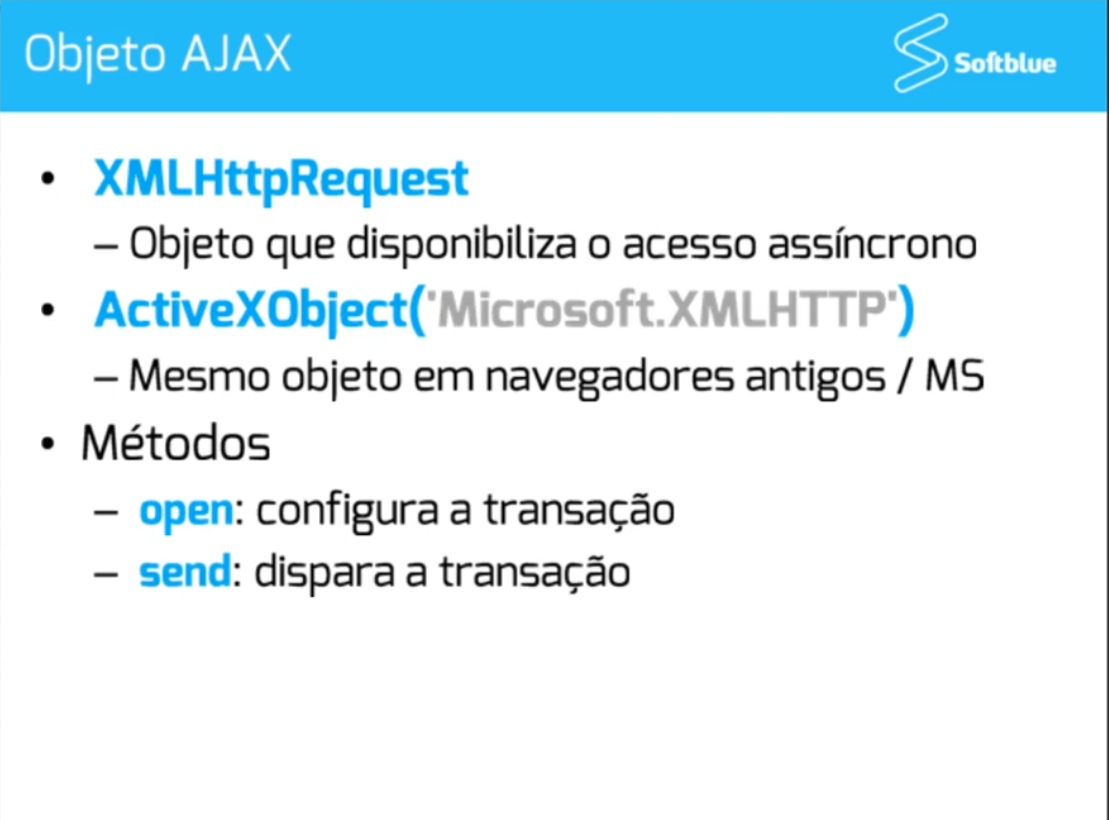 Objeto AJAX
Softblue
• XMLHttpRequest
– Objeto que disponibiliza o acesso assíncrono
• ActiveXObject('Microsoft.XMLHTTP')
– Mesmo objeto em navegadores antigos / MS
• Métodos
– open: configura a transação
– send: dispara a transação